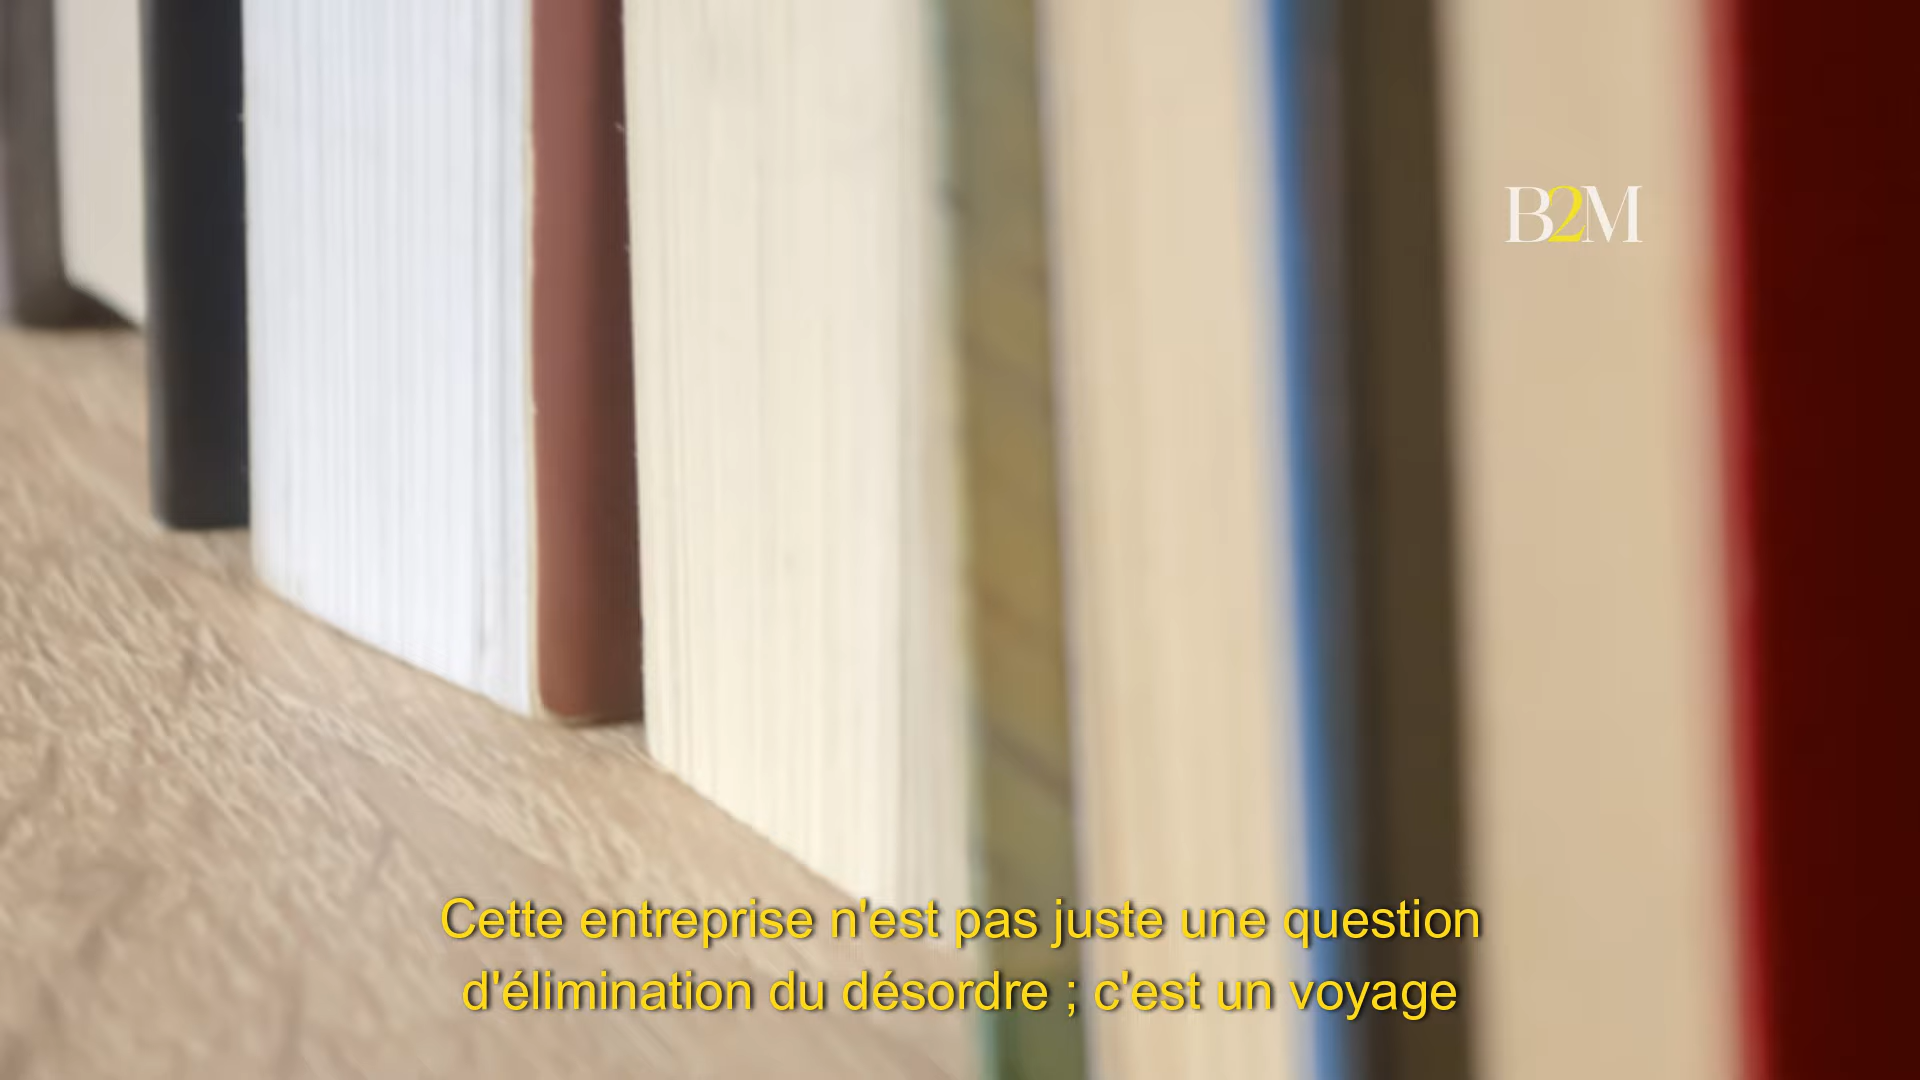 B2M
Cette entreprise n'est pas juste une question
d'élimination du désordre ; c'est un voyage